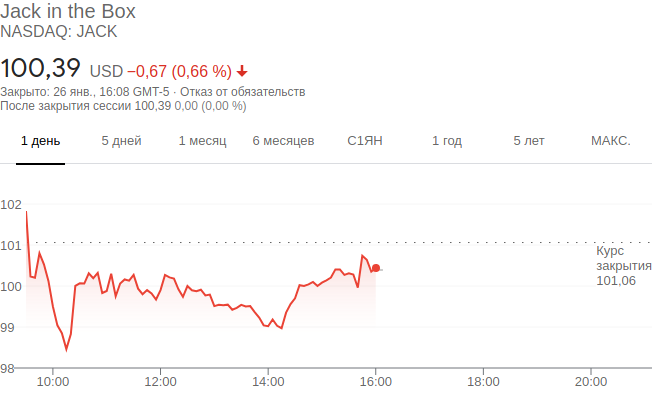 Jack in the Box
NASDAQ: JACK
100,39 USD −0,67 (0,66 %)
Закрыто: 26 янв., 16:08 GMT-5 · Отказ от обязательств
После закрытия сессии 100,39 0,00 (0,00 %)
1 день 5 дней 1 месяц 6 месяцев С1ЯН 1 год 5 лет МАКС.
102
101
Курс
закрытия
101,06
100
99
98
10:00 12:00 14:00 16:00 18:00 20:00